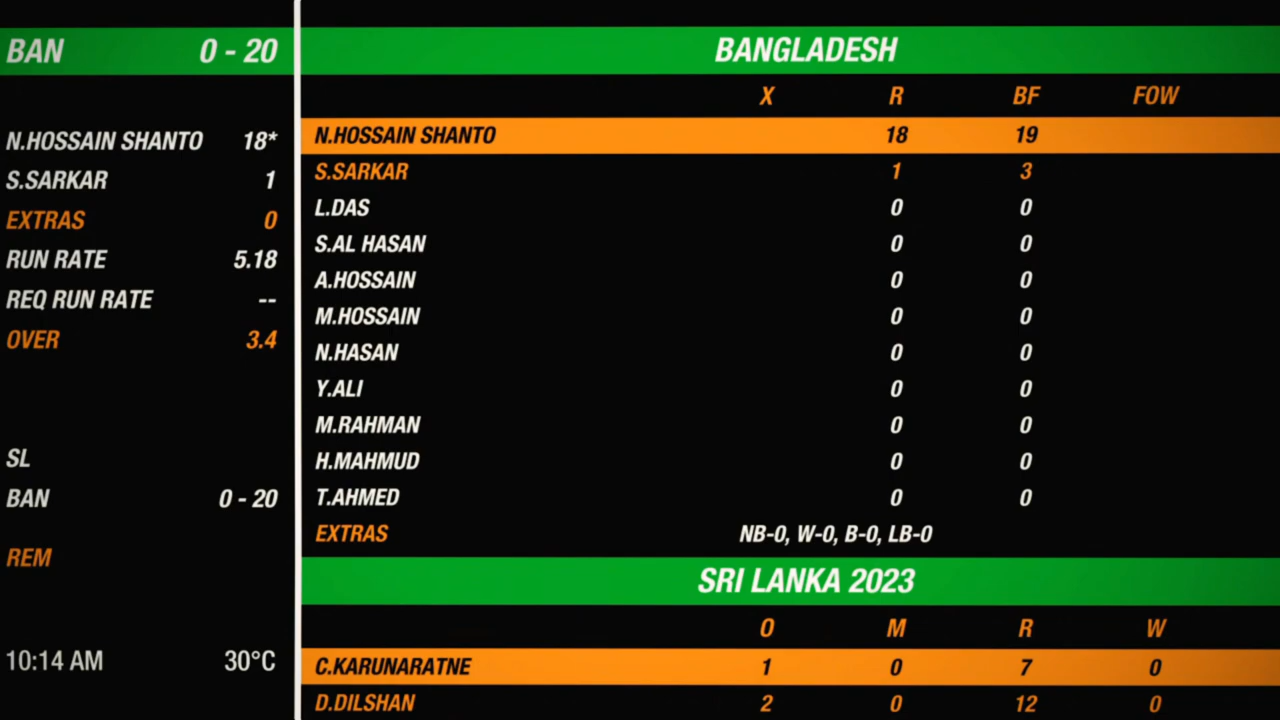 BAN 0 - 20
N.HOSSAIN SHANTO 18*
S.SARKAR 1
EXTRAS 0
RUN RATE 5.18
REQ RUN RATE --
OVER 3.4
SL
BAN 0 - 20
REM
10:14 AM 30°C
BANGLADESH
X R BF FOW
N.HOSSAIN SHANTO 18 19
S.SARKAR 1 3
L.DAS 0 0
S.AL HASAN 0 0
A.HOSSAIN 0 0
M.HOSSAIN 0 0
N.HASAN 0 0
Y.ALI 0 0
M.RAHMAN 0 0
H.MAHMUD 0 0
T.AHMED 0 0
EXTRAS NB-0, W-0, B-0, LB-0
SRI LANKA 2023
O M R W
C.KARUNARATNE 1 0 7 0
D.DILSHAN 2 0 12 0